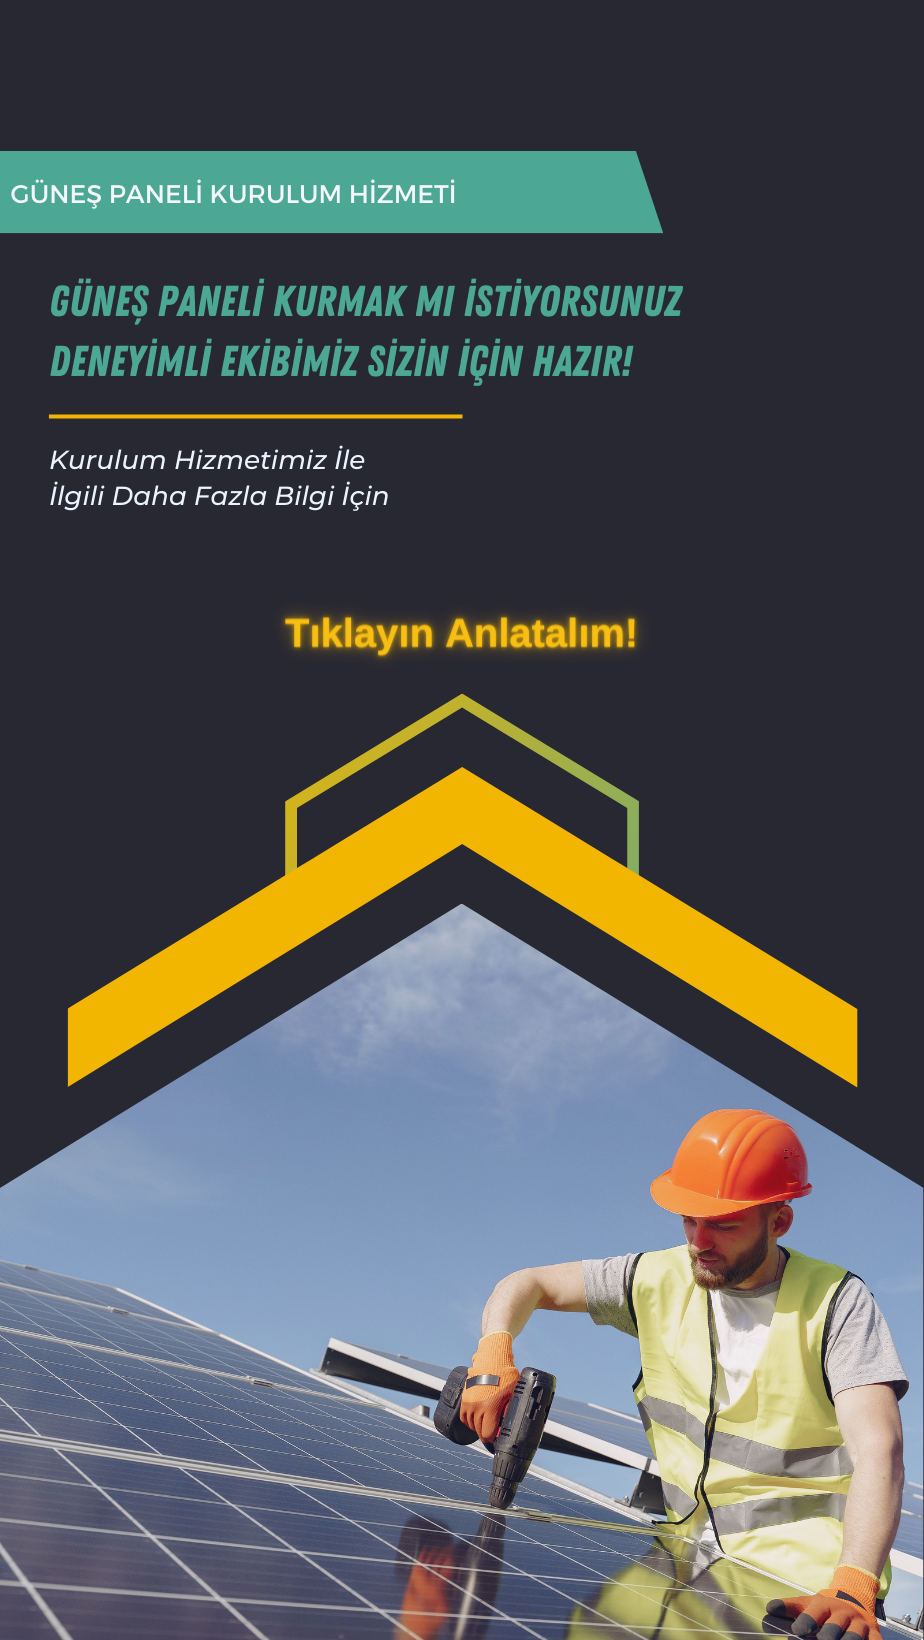 GÜNEŞ PANELİ KURULUM HİZMETİ
GÜNEŞ PANELİ KURMAK MI İSTİYORSUNUZ
DENEYİMLİ EKİBİMİZ SİZİN İÇİN HAZIR!
Kurulum Hizmetimiz İle
İlgili Daha Fazla Bilgi İçin
Tıklayın Anlatalım!